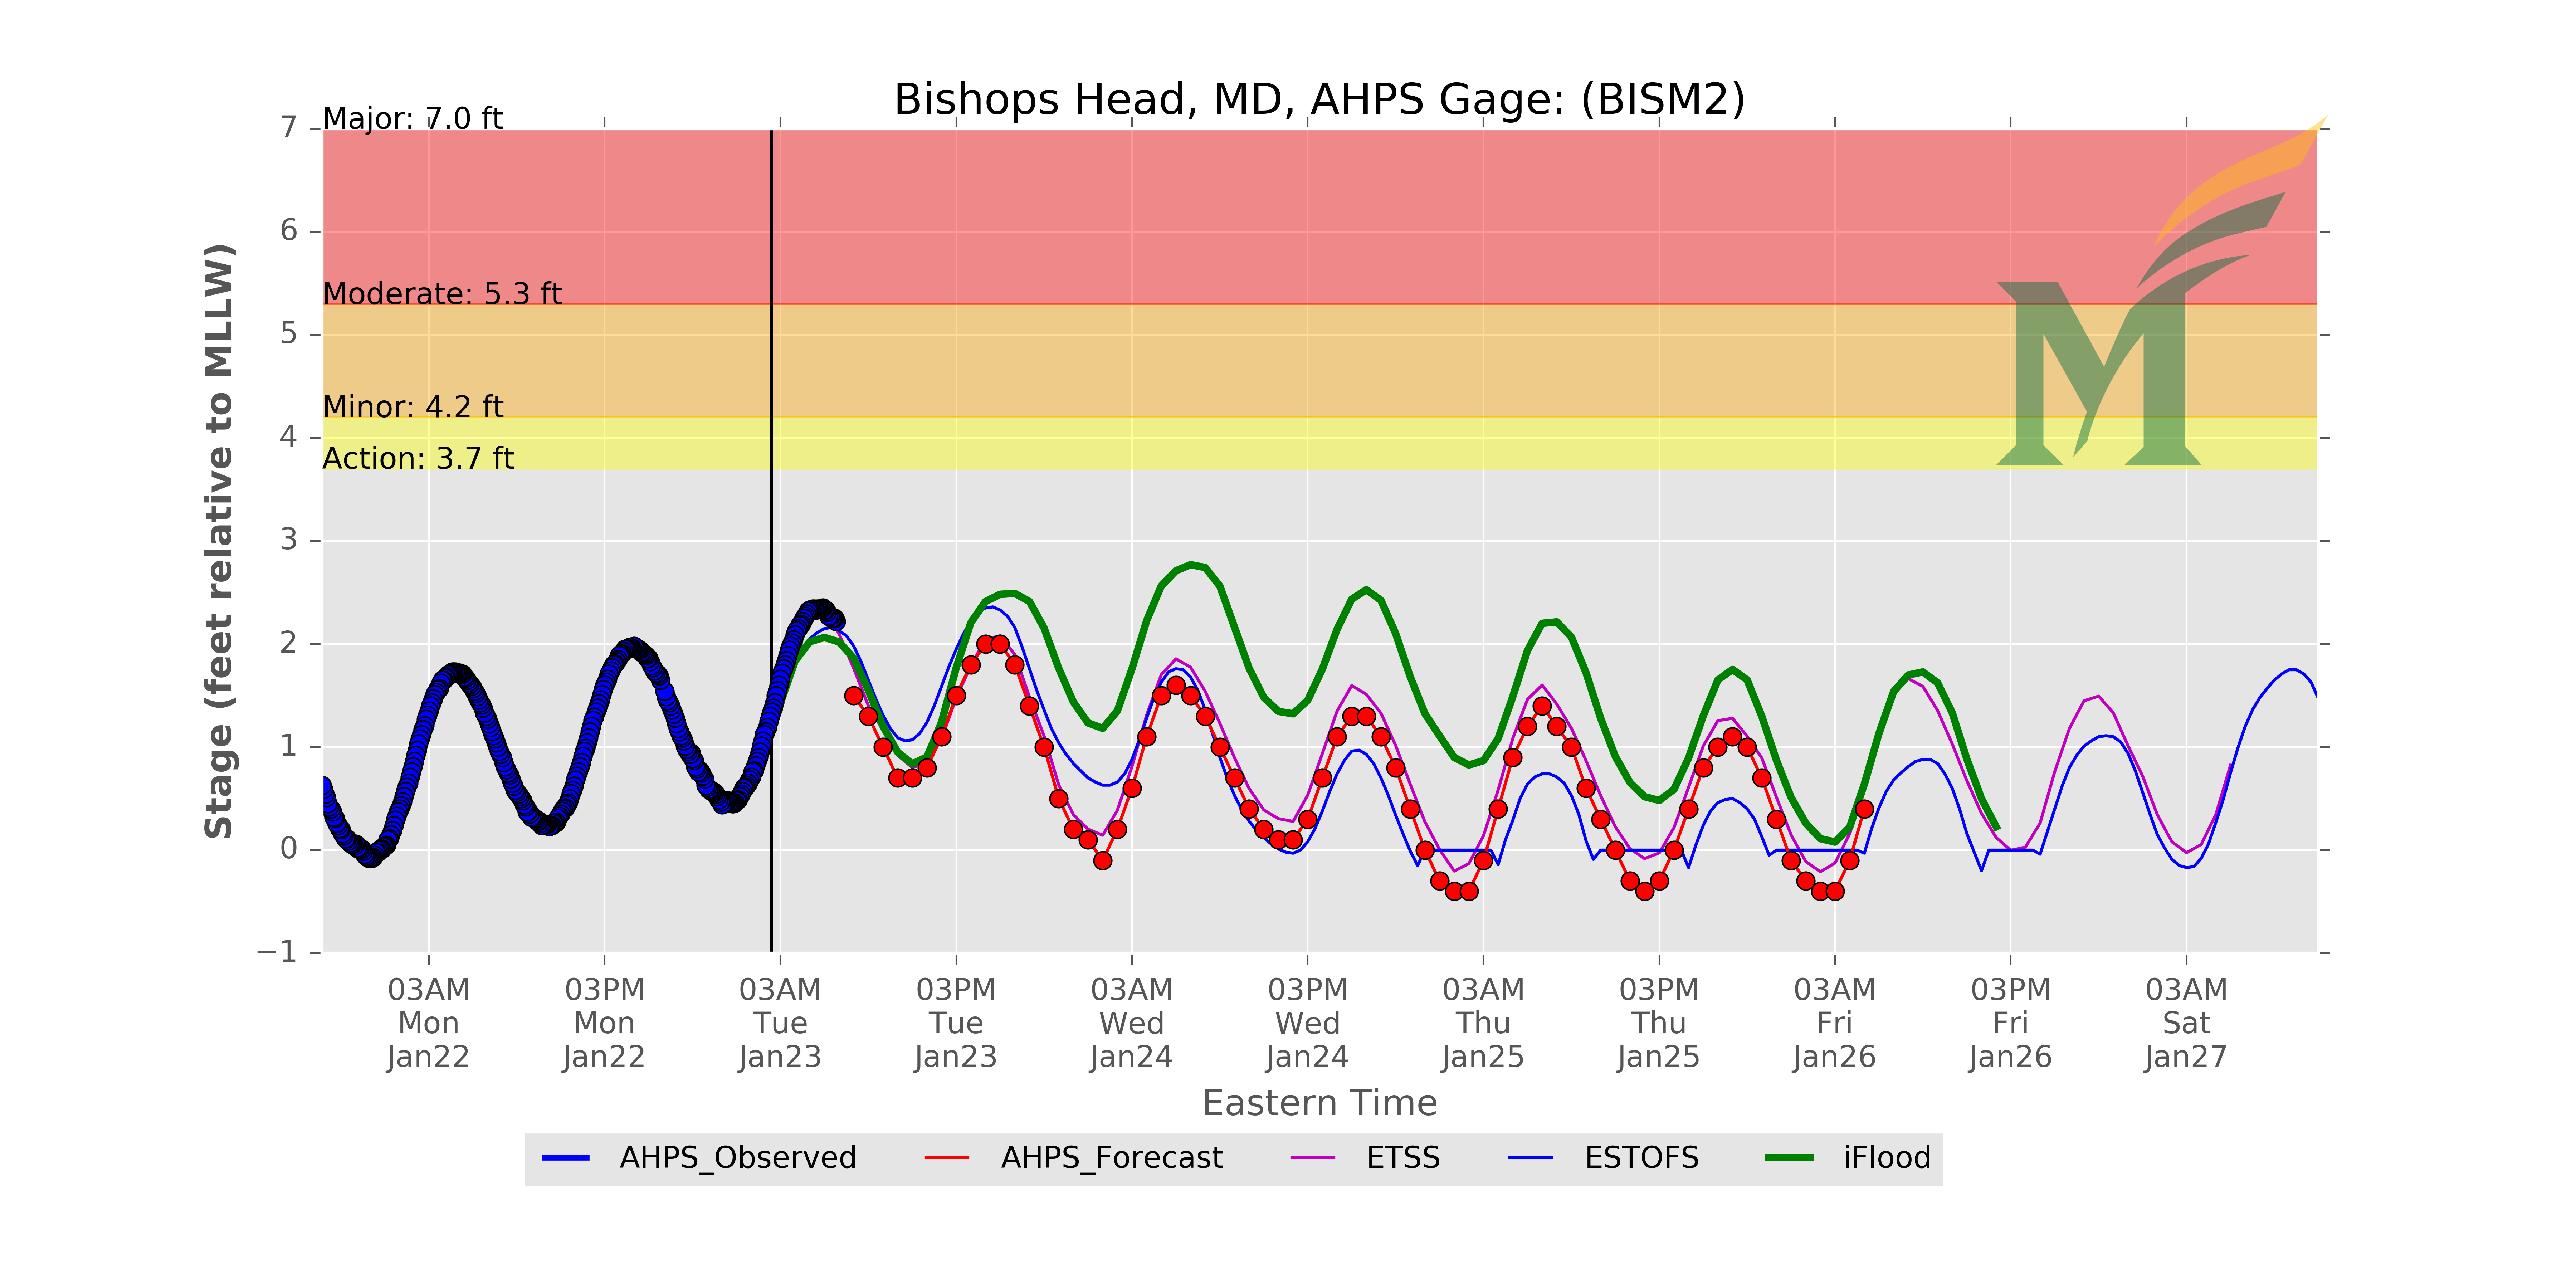 Bishops Head, MD, AHPS Gage: (BISM2)
Major: 7.0 ft
Moderate: 5.3 ft
Minor: 4.2 ft
Action: 3.7 ft
Stage (feet relative to MLLW)
7
6
5
4
3
2
1
0
−1
03AM 03PM 03AM 03PM 03AM 03PM 03AM 03PM 03AM 03PM 03AM
Mon Mon Tue Tue Wed Wed Thu Thu Fri Fri Sat
Jan22 Jan22 Jan23 Jan23 Jan24 Jan24 Jan25 Jan25 Jan26 Jan26 Jan27
Eastern Time
AHPS_Observed AHPS_Forecast ETSS ESTOFS iFlood
M